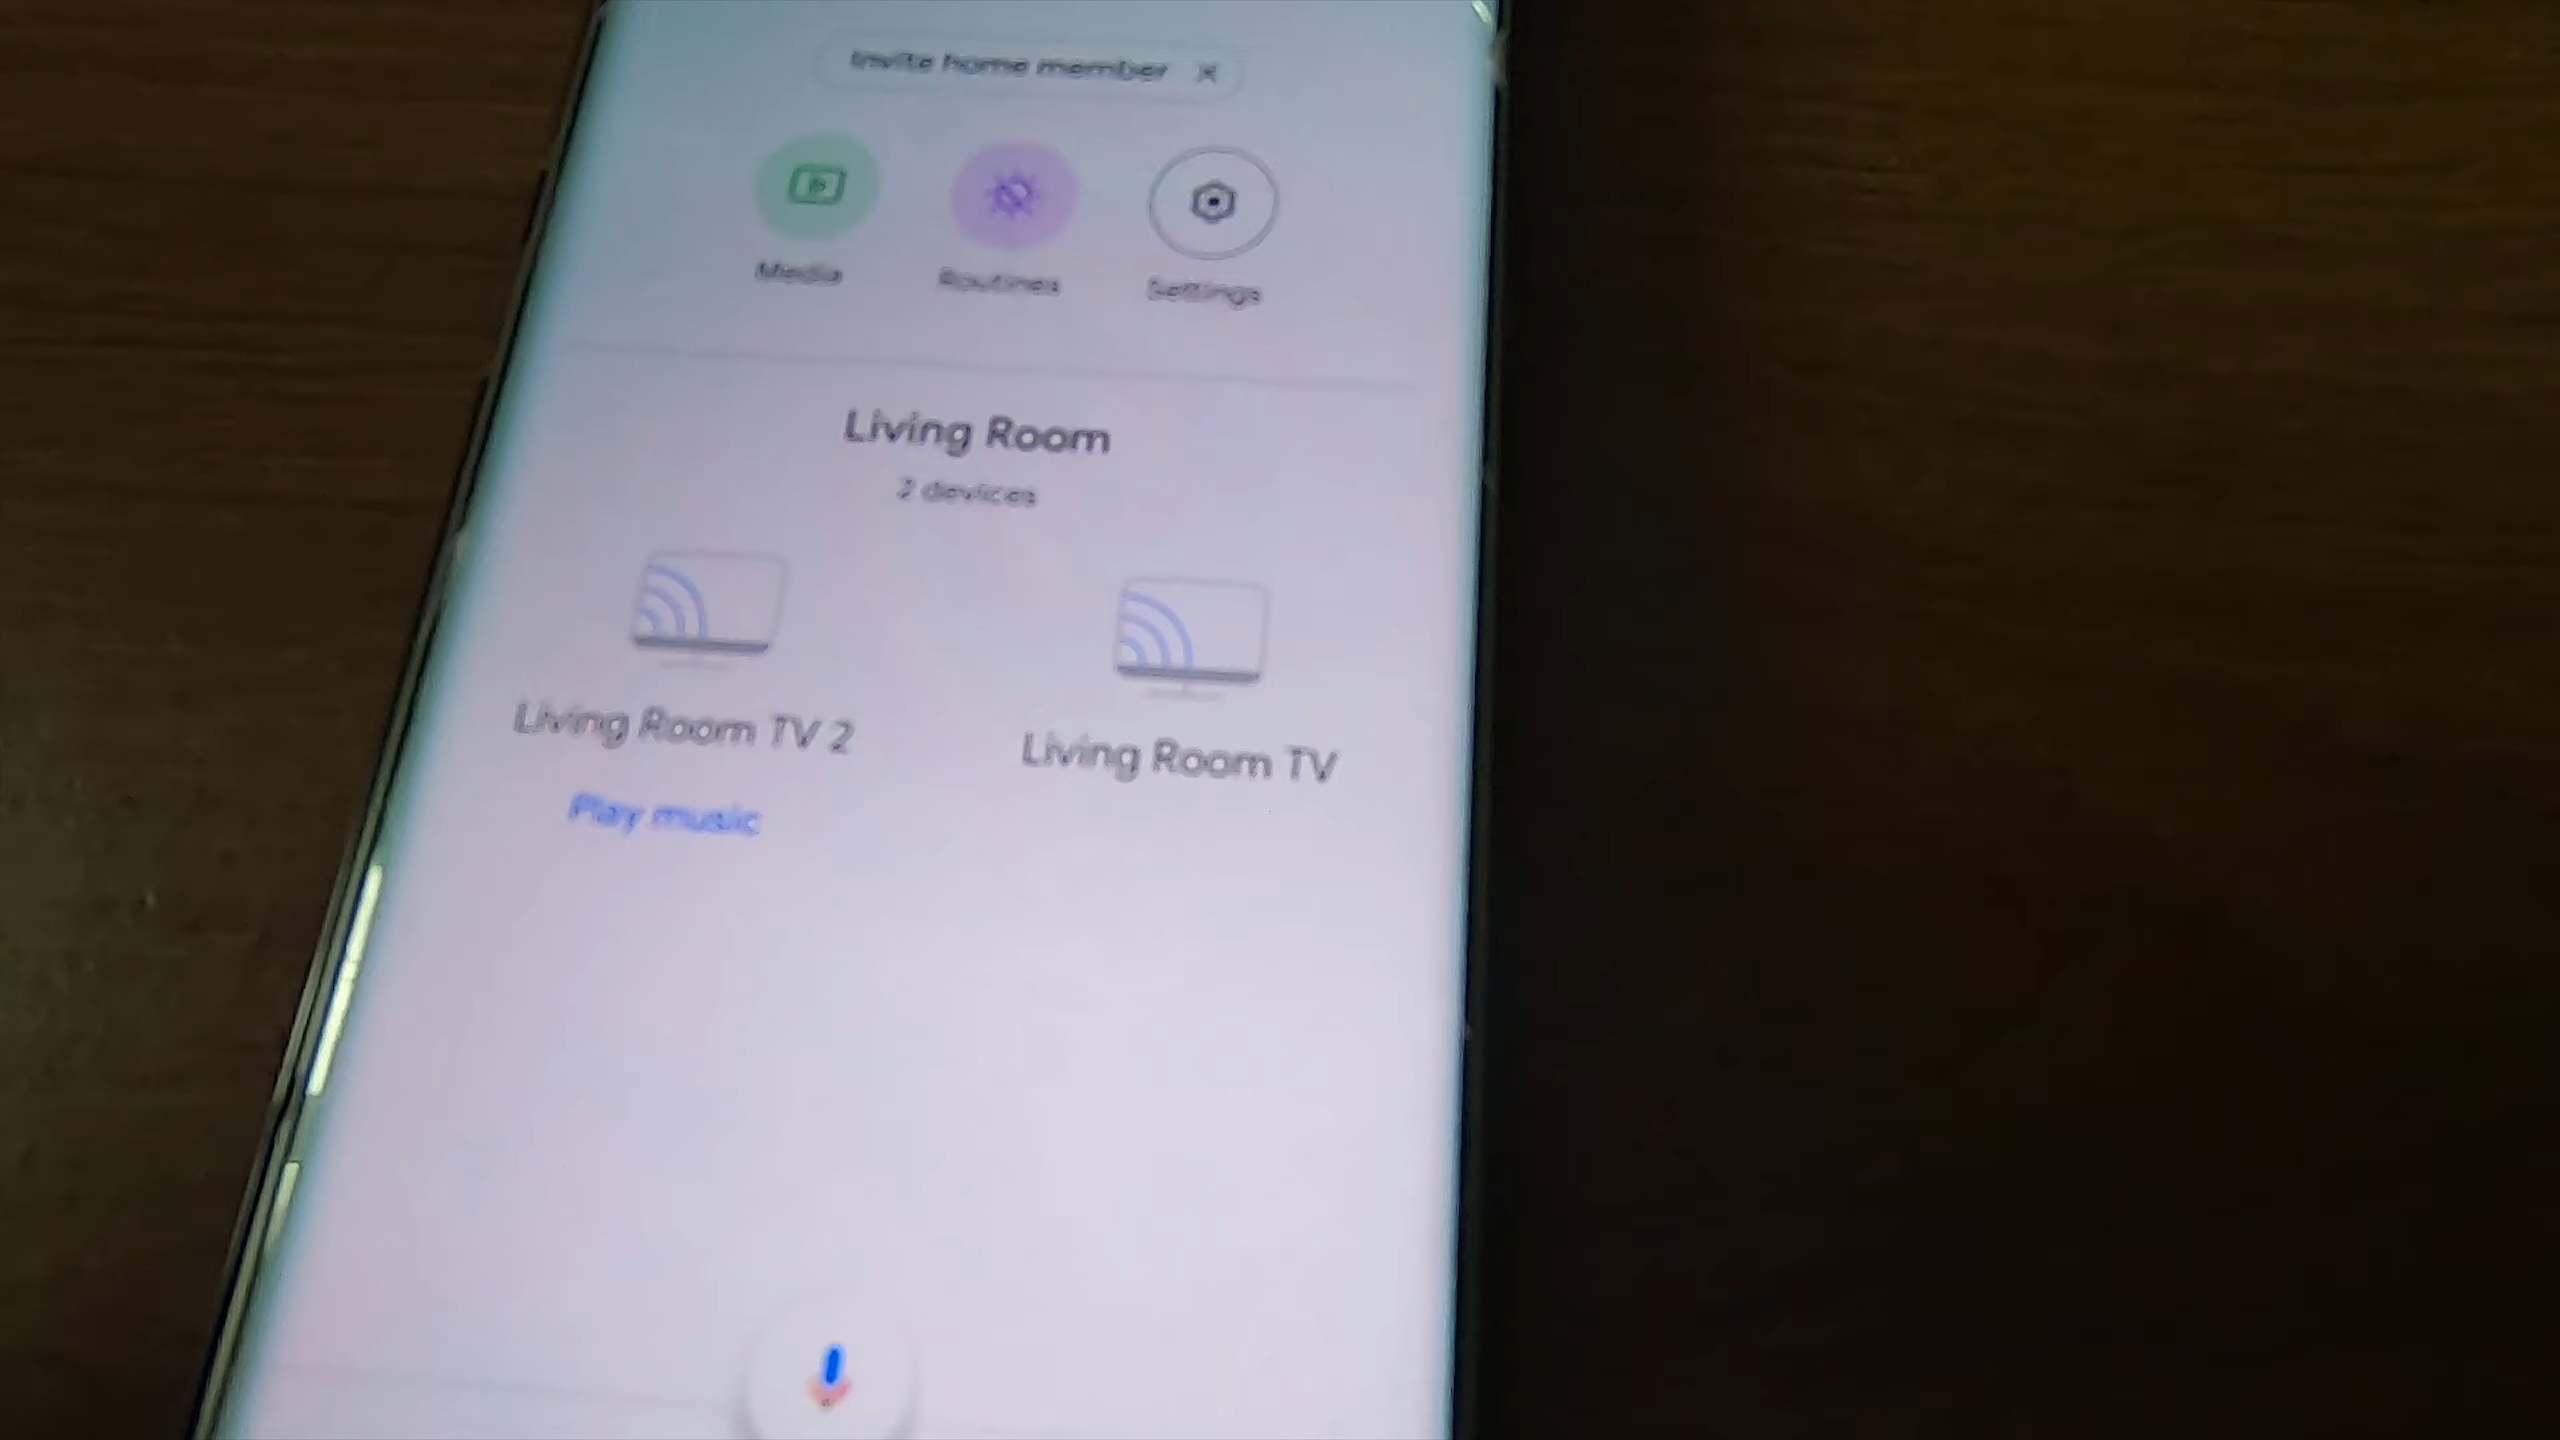 Invite home member
Media Routines Settings
Living Room
2 devices
Living Room TV 2
Living Room TV
Play music